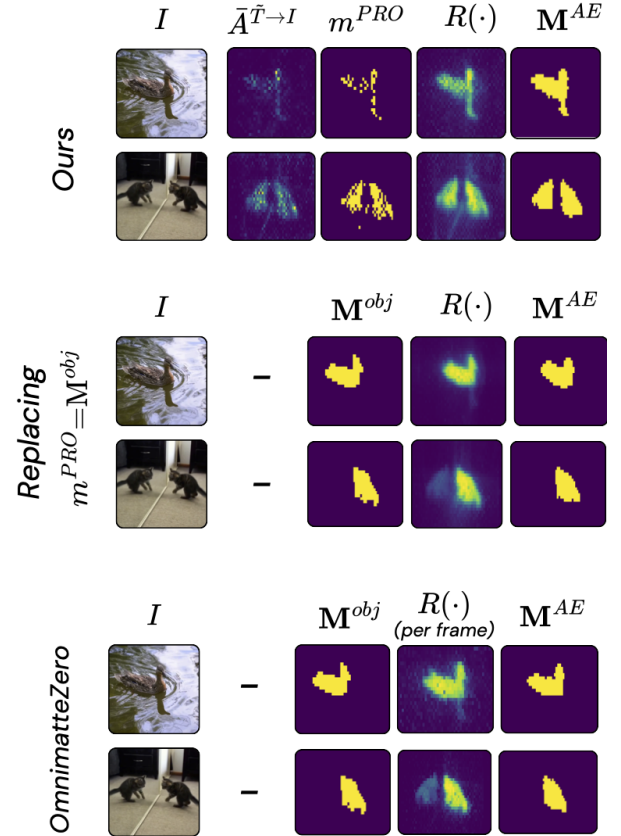 I Ā^{T̃→I} m^{PRO} R(·) M^{AE}
Ours
I M^{obj} R(·) M^{AE}
Replacing
m^{PRO}=M^{obj}
–
–
I M^{obj} R(·) M^{AE}
(per frame)
OmnimatteZero
–
–